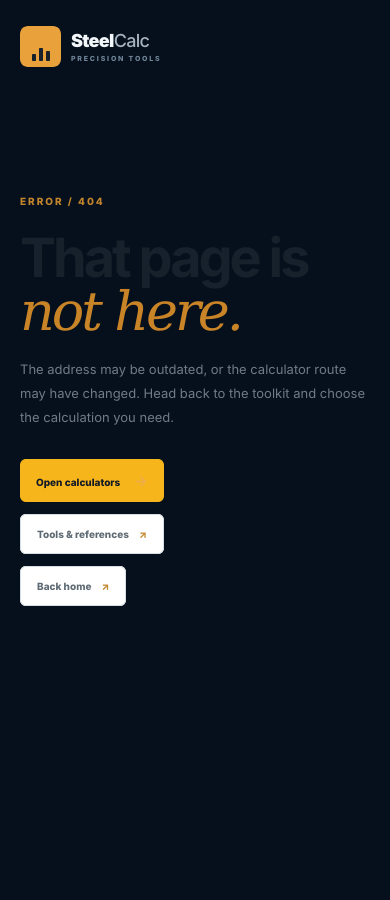 SteelCalc
PRECISION TOOLS
ERROR / 404
That page is
not here.
The address may be outdated, or the calculator route
may have changed. Head back to the toolkit and choose
the calculation you need.
Open calculators
Tools & references ↗
Back home ↗